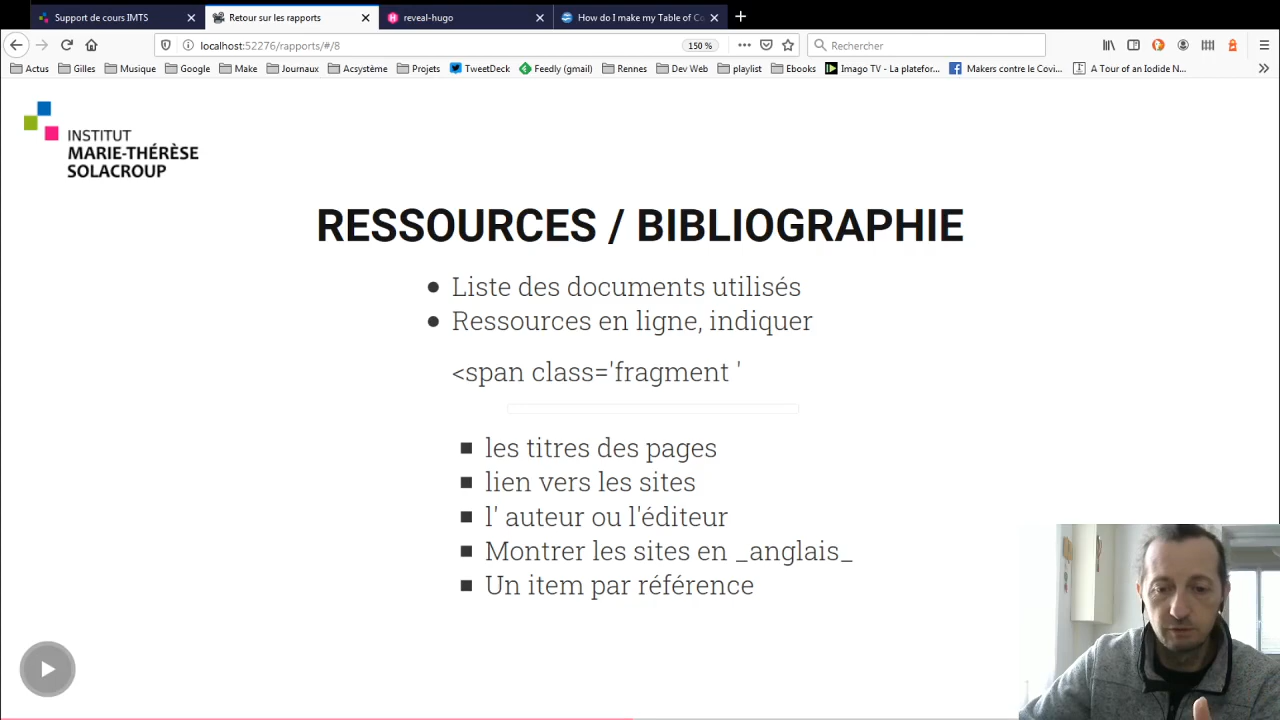 Support de cours IMTS
Retour sur les rapports
reveal-hugo
How do I make my Table of Co
localhost:52276/rapports/#/8
150 %
Rechercher
Actus
Gilles
Musique
Google
Make
Journaux
Acsystème
Projets
TweetDeck
Feedly (gmail)
Rennes
Dev Web
playlist
Ebooks
Imago TV - La platefor...
Makers contre le Covi...
A Tour of an Iodide N...
INSTITUT
MARIE-THÉRÈSE
SOLACROUP
RESSOURCES / BIBLIOGRAPHIE
Liste des documents utilisés
Ressources en ligne, indiquer
<span class='fragment '
les titres des pages
lien vers les sites
l' auteur ou l'éditeur
Montrer les sites en _anglais_
Un item par référence